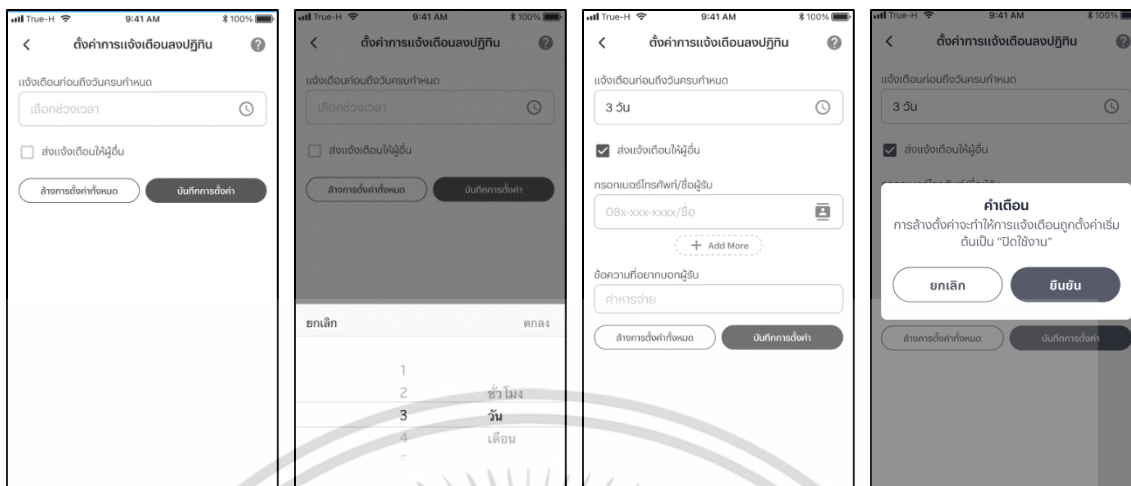 True-H 9:41 AM 100%
ตั้งค่าการแจ้งเตือนลงปฏิทิน ?
แจ้งเตือนก่อนถึงวันครบกำหนด
เลือกช่วงเวลา
ส่งแจ้งเตือนให้ผู้อื่น
ล้างการตั้งค่าทั้งหมด บันทึกการตั้งค่า
True-H 9:41 AM 100%
ตั้งค่าการแจ้งเตือนลงปฏิทิน ?
แจ้งเตือนก่อนถึงวันครบกำหนด
เลือกช่วงเวลา
ส่งแจ้งเตือนให้ผู้อื่น
ล้างการตั้งค่าทั้งหมด บันทึกการตั้งค่า
ยกเลิก ตกลง
1
2 ชั่วโมง
3 วัน
4 เดือน
True-H 9:41 AM 100%
ตั้งค่าการแจ้งเตือนลงปฏิทิน ?
แจ้งเตือนก่อนถึงวันครบกำหนด
3 วัน
ส่งแจ้งเตือนให้ผู้อื่น
กรอกเบอร์โทรศัพท์/ชื่อผู้รับ
08x-xxx-xxxx/ชื่อ
+ Add More
ข้อความที่อยากบอกผู้รับ
ค่าหารจ่าย
ล้างการตั้งค่าทั้งหมด บันทึกการตั้งค่า
True-H 9:41 AM 100%
ตั้งค่าการแจ้งเตือนลงปฏิทิน ?
แจ้งเตือนก่อนถึงวันครบกำหนด
3 วัน
ส่งแจ้งเตือนให้ผู้อื่น
คำเตือน
การล้างตั้งค่าจะทำให้การแจ้งเตือนถูกตั้งค่าเริ่ม
ต้นเป็น “ปิดใช้งาน”
ยกเลิก ยืนยัน
ล้างการตั้งค่าทั้งหมด บันทึกการตั้งค่า